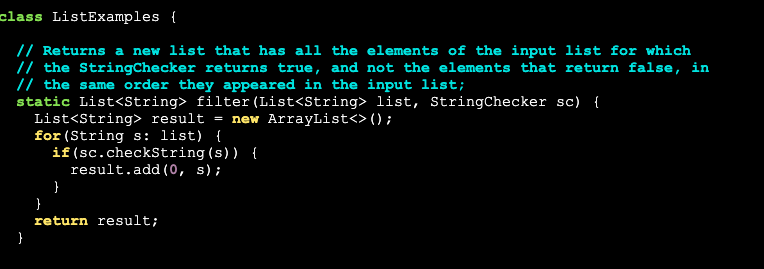 class ListExamples {
// Returns a new list that has all the elements of the input list for which
// the StringChecker returns true, and not the elements that return false, in
// the same order they appeared in the input list;
static List<String> filter(List<String> list, StringChecker sc) {
List<String> result = new ArrayList<>();
for(String s: list) {
if(sc.checkString(s)) {
result.add(0, s);
}
}
return result;
}